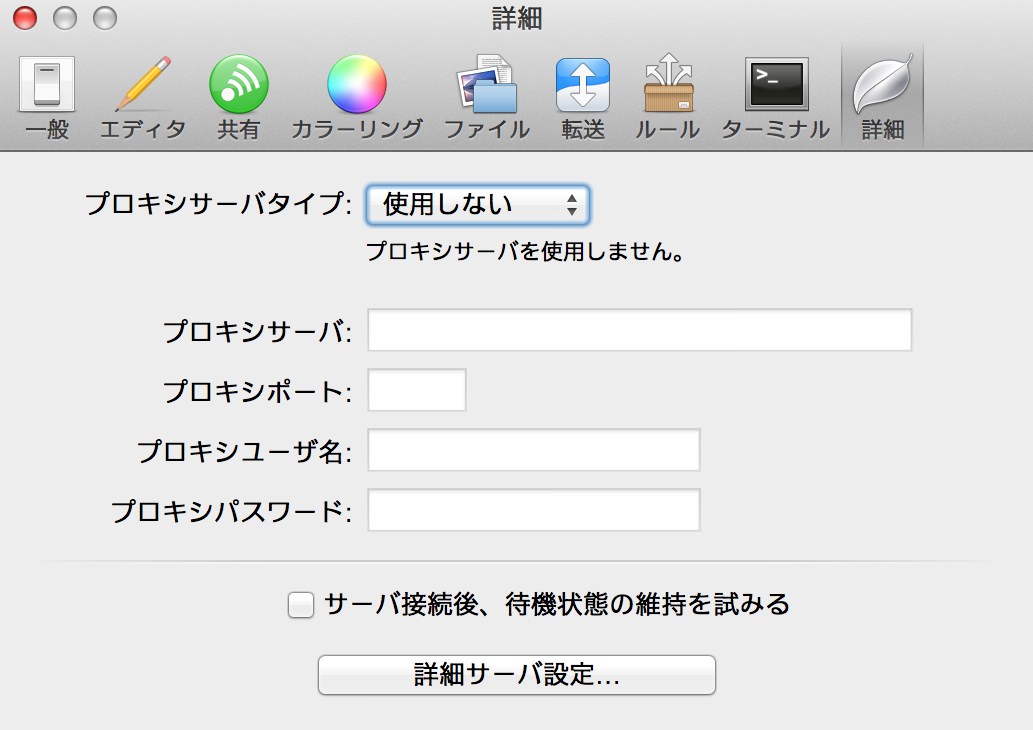 詳細
一般 エディタ 共有 カラーリング ファイル 転送 ルール ターミナル 詳細
>_
プロキシサーバタイプ: 使用しない
プロキシサーバを使用しません。
プロキシサーバ:
プロキシポート:
プロキシユーザ名:
プロキシパスワード:
サーバ接続後、待機状態の維持を試みる
詳細サーバ設定...